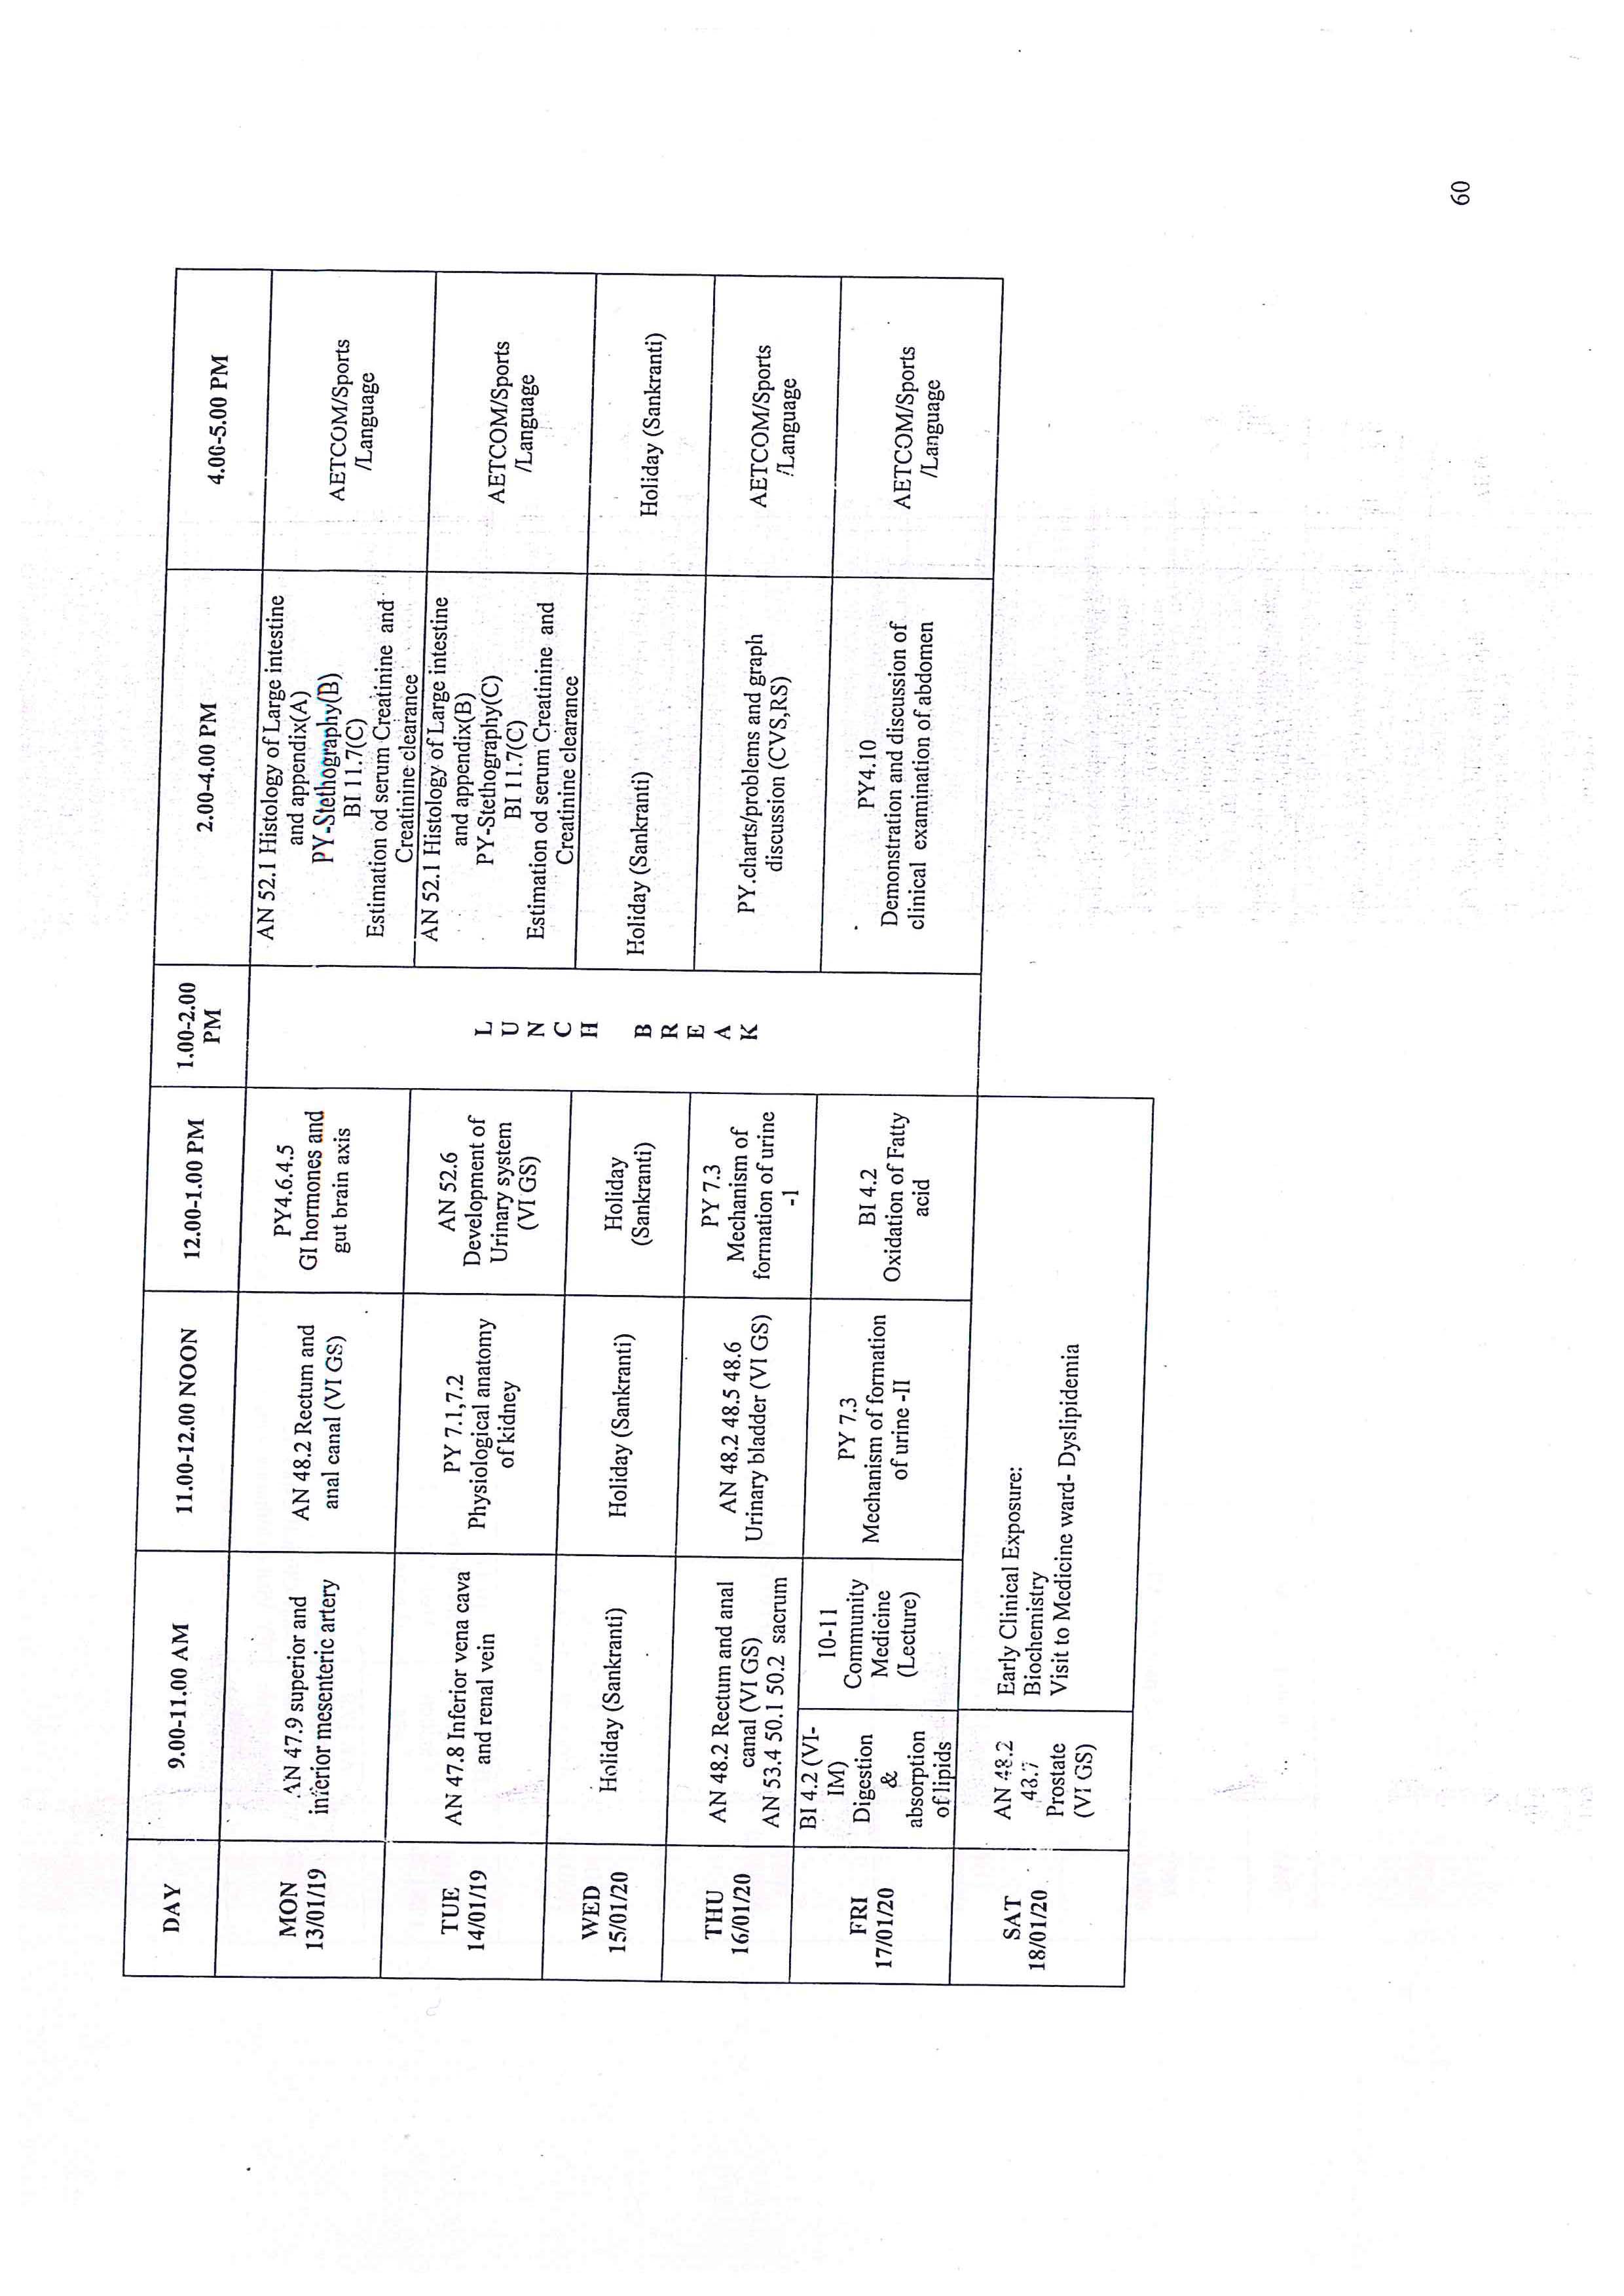 DAY
9.00-11.00 AM
11.00-12.00 NOON
12.00-1.00 PM
1.00-2.00
PM
2.00-4.00 PM
4.00-5.00 PM
MON
13/01/19
AN 47.9 superior and
inferior mesenteric artery
AN 48.2 Rectum and
anal canal (VI GS)
PY4.6.4.5
GI hormones and
gut brain axis
L
U
N
C
H
B
R
E
A
K
AN 52.1 Histology of Large intestine
and appendix(A)
PY-Stethography(B)
BI 11.7(C)
Estimation od serum Creatinine and
Creatinine clearance
AETCOM/Sports
/Language
TUE
14/01/19
AN 47.8 Inferior vena cava
and renal vein
PY 7.1,7.2
Physiological anatomy
of kidney
AN 52.6
Development of
Urinary system
(VI GS)
AN 52.1 Histology of Large intestine
and appendix(B)
PY-Stethography(C)
BI 11.7(C)
Estimation od serum Creatinine and
Creatinine clearance
AETCOM/Sports
/Language
WED
15/01/20
Holiday (Sankranti)
Holiday (Sankranti)
Holiday
(Sankranti)
Holiday (Sankranti)
Holiday (Sankranti)
THU
16/01/20
AN 48.2 Rectum and anal
canal (VI GS)
AN 53.4 50.1 50.2 sacrum
AN 48.2 48.5 48.6
Urinary bladder (VI GS)
PY 7.3
Mechanism of
formation of urine
-1
PY.charts/problems and graph
discussion (CVS,RS)
AETCOM/Sports
/Language
FRI
17/01/20
BI 4.2 (VI-
IM)
Digestion
&
absorption
of lipids
10-11
Community
Medicine
(Lecture)
PY 7.3
Mechanism of formation
of urine -II
BI 4.2
Oxidation of Fatty
acid
PY4.10
Demonstration and discussion of
clinical examination of abdomen
AETCOM/Sports
/Language
SAT
18/01/20
AN 48.2
48.7
Prostate
(VI GS)
Early Clinical Exposure:
Biochemistry
Visit to Medicine ward- Dyslipidemia
60